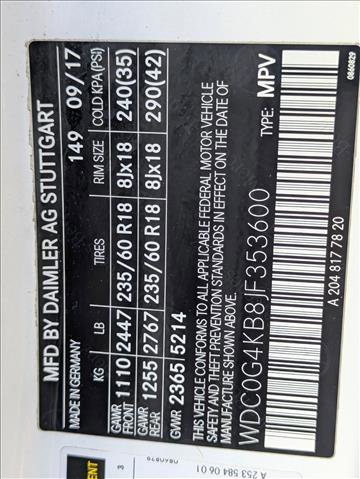 MFD BY DAIMLER AG STUTTGART
MADE IN GERMANY 149 09/17
KG LB TIRES RIM SIZE COLD KPA(PSI)
GAWR FRONT 1110 2447 235/60 R18 8Jx18 240(35)
GAWR REAR 1255 2767 235/60 R18 8Jx18 290(42)
GWR 2365 5214
THIS VEHICLE CONFORMS TO ALL APPLICABLE FEDERAL MOTOR VEHICLE
SAFETY AND THEFT PREVENTION STANDARDS IN EFFECT ON THE DATE OF
MANUFACTURE SHOWN ABOVE.
WDC0G4KB8JF353600 TYPE: MPV
A 204 817 78 20
0860829
A 253 584 06 01
3